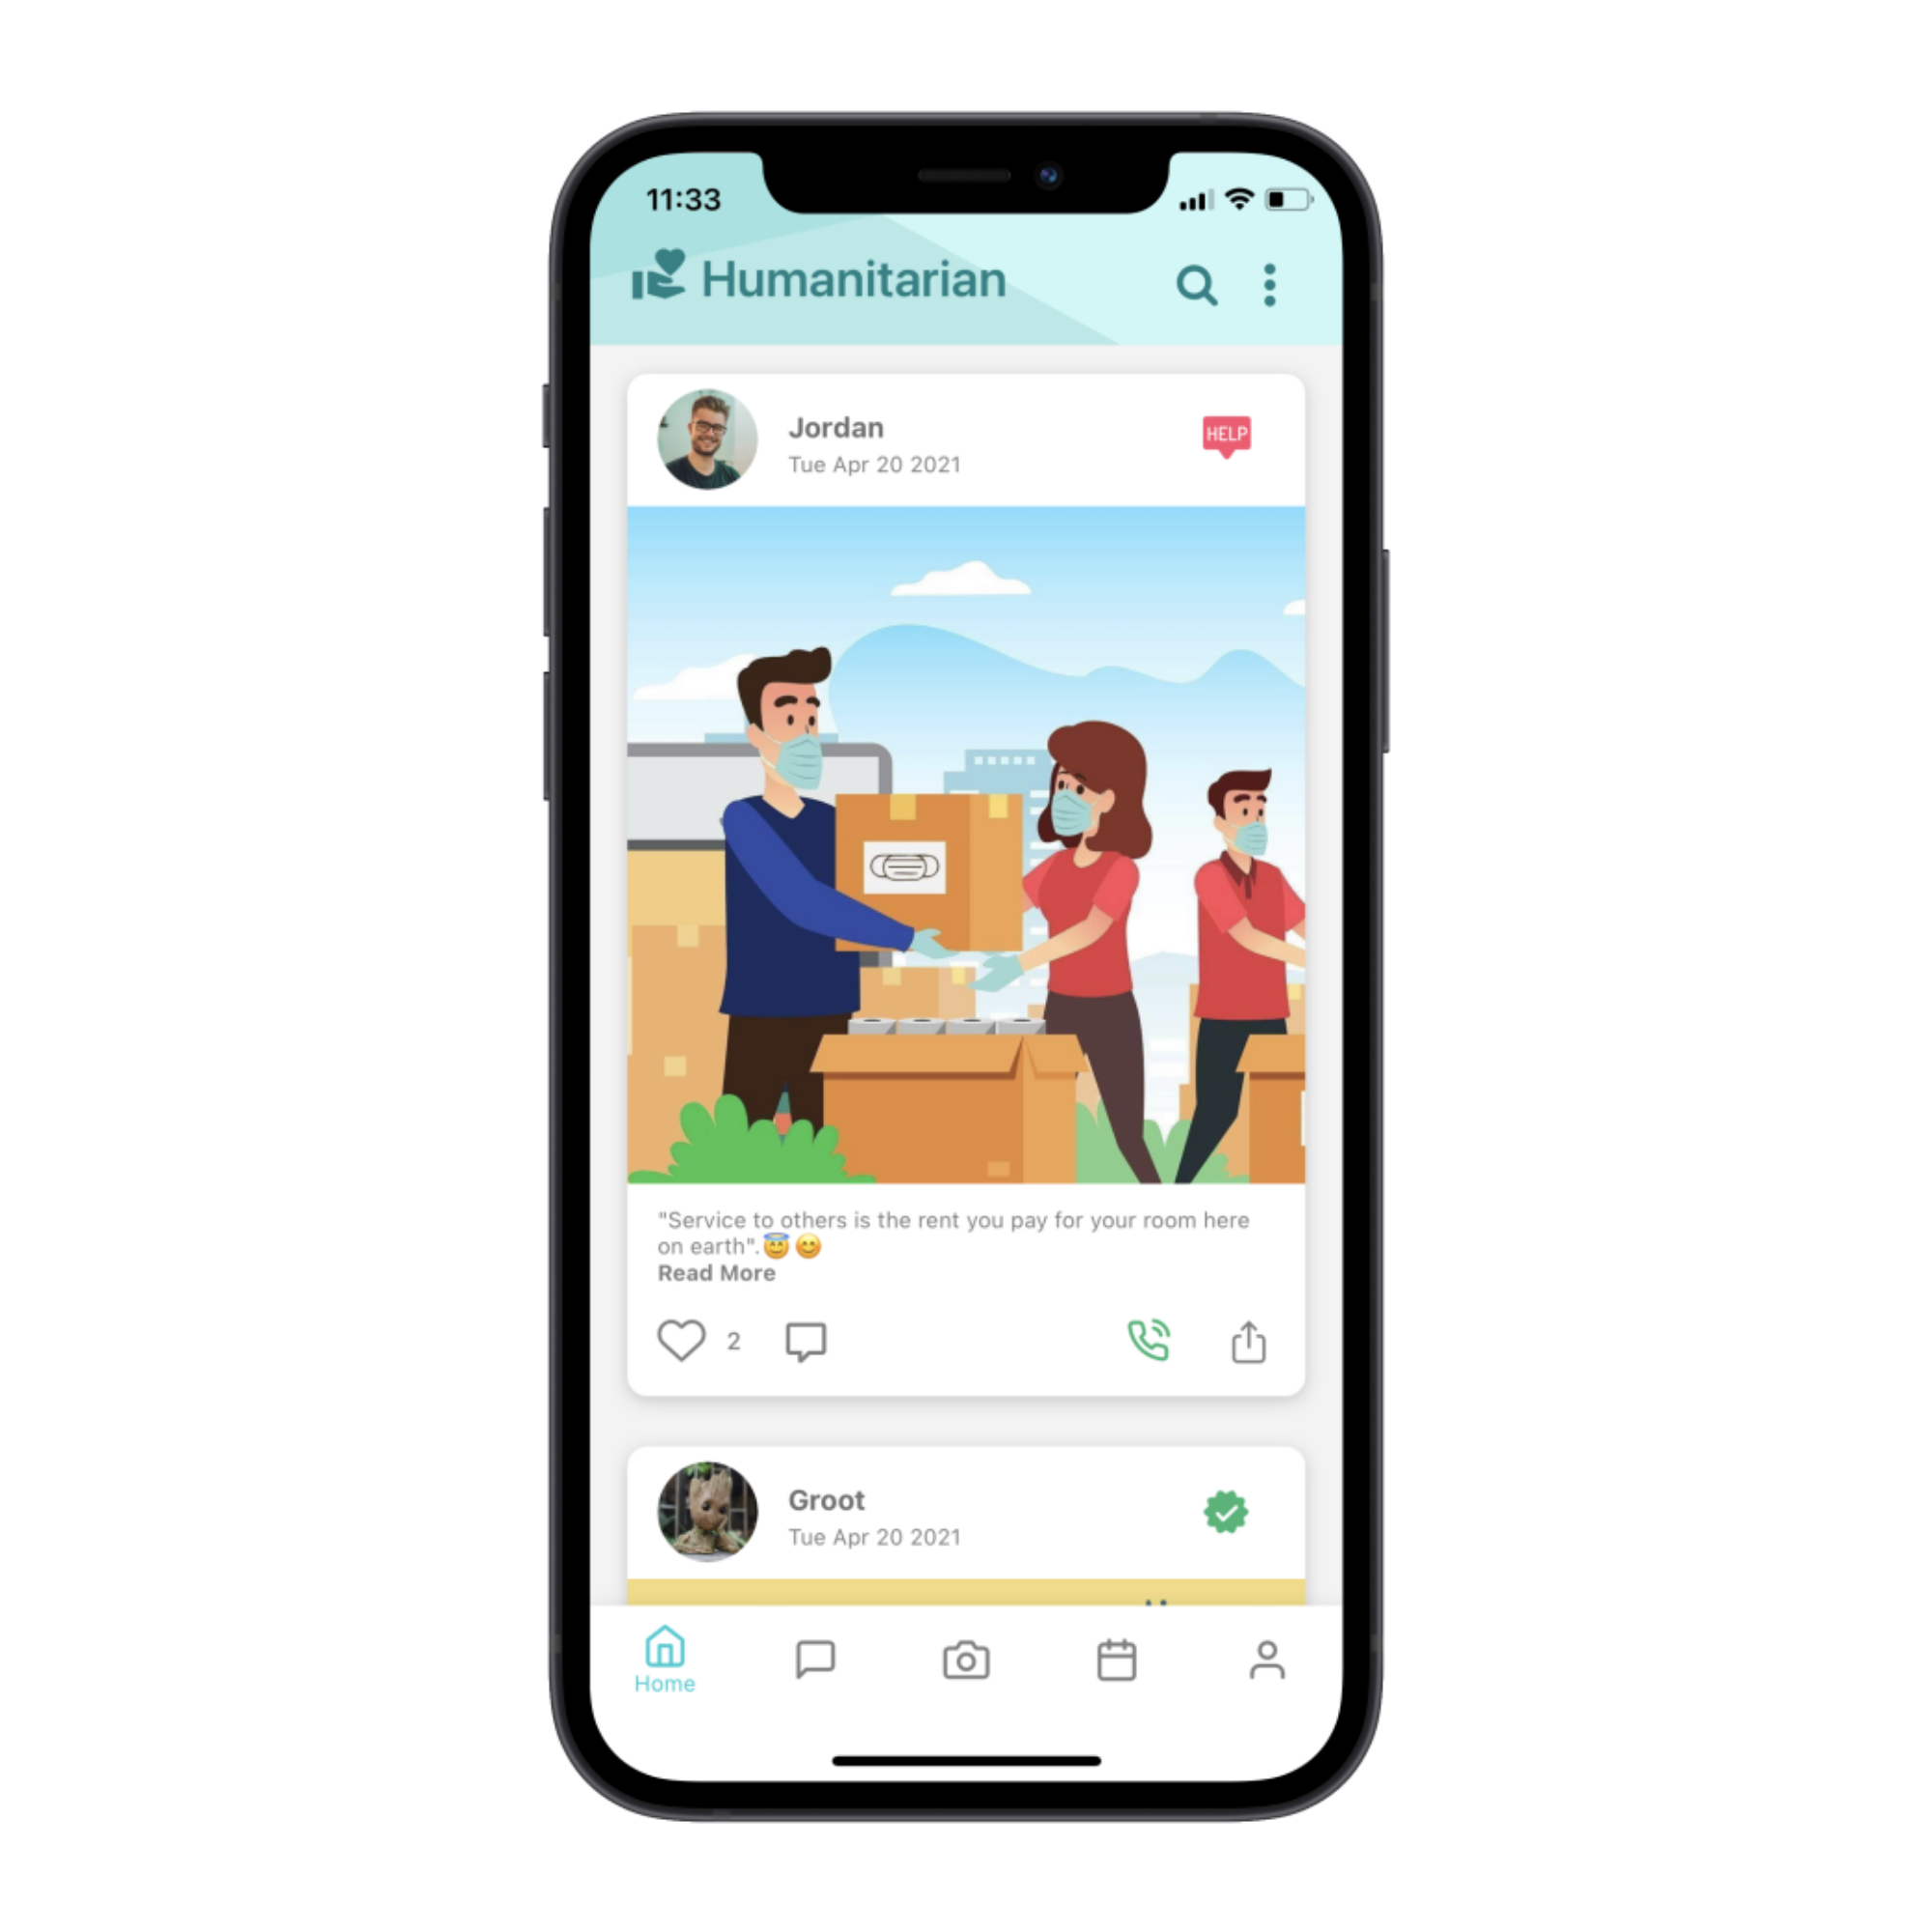 11:33
Humanitarian
Jordan
Tue Apr 20 2021
HELP
"Service to others is the rent you pay for your room here
on earth".😇 😊
Read More
2
Groot
Tue Apr 20 2021
Home